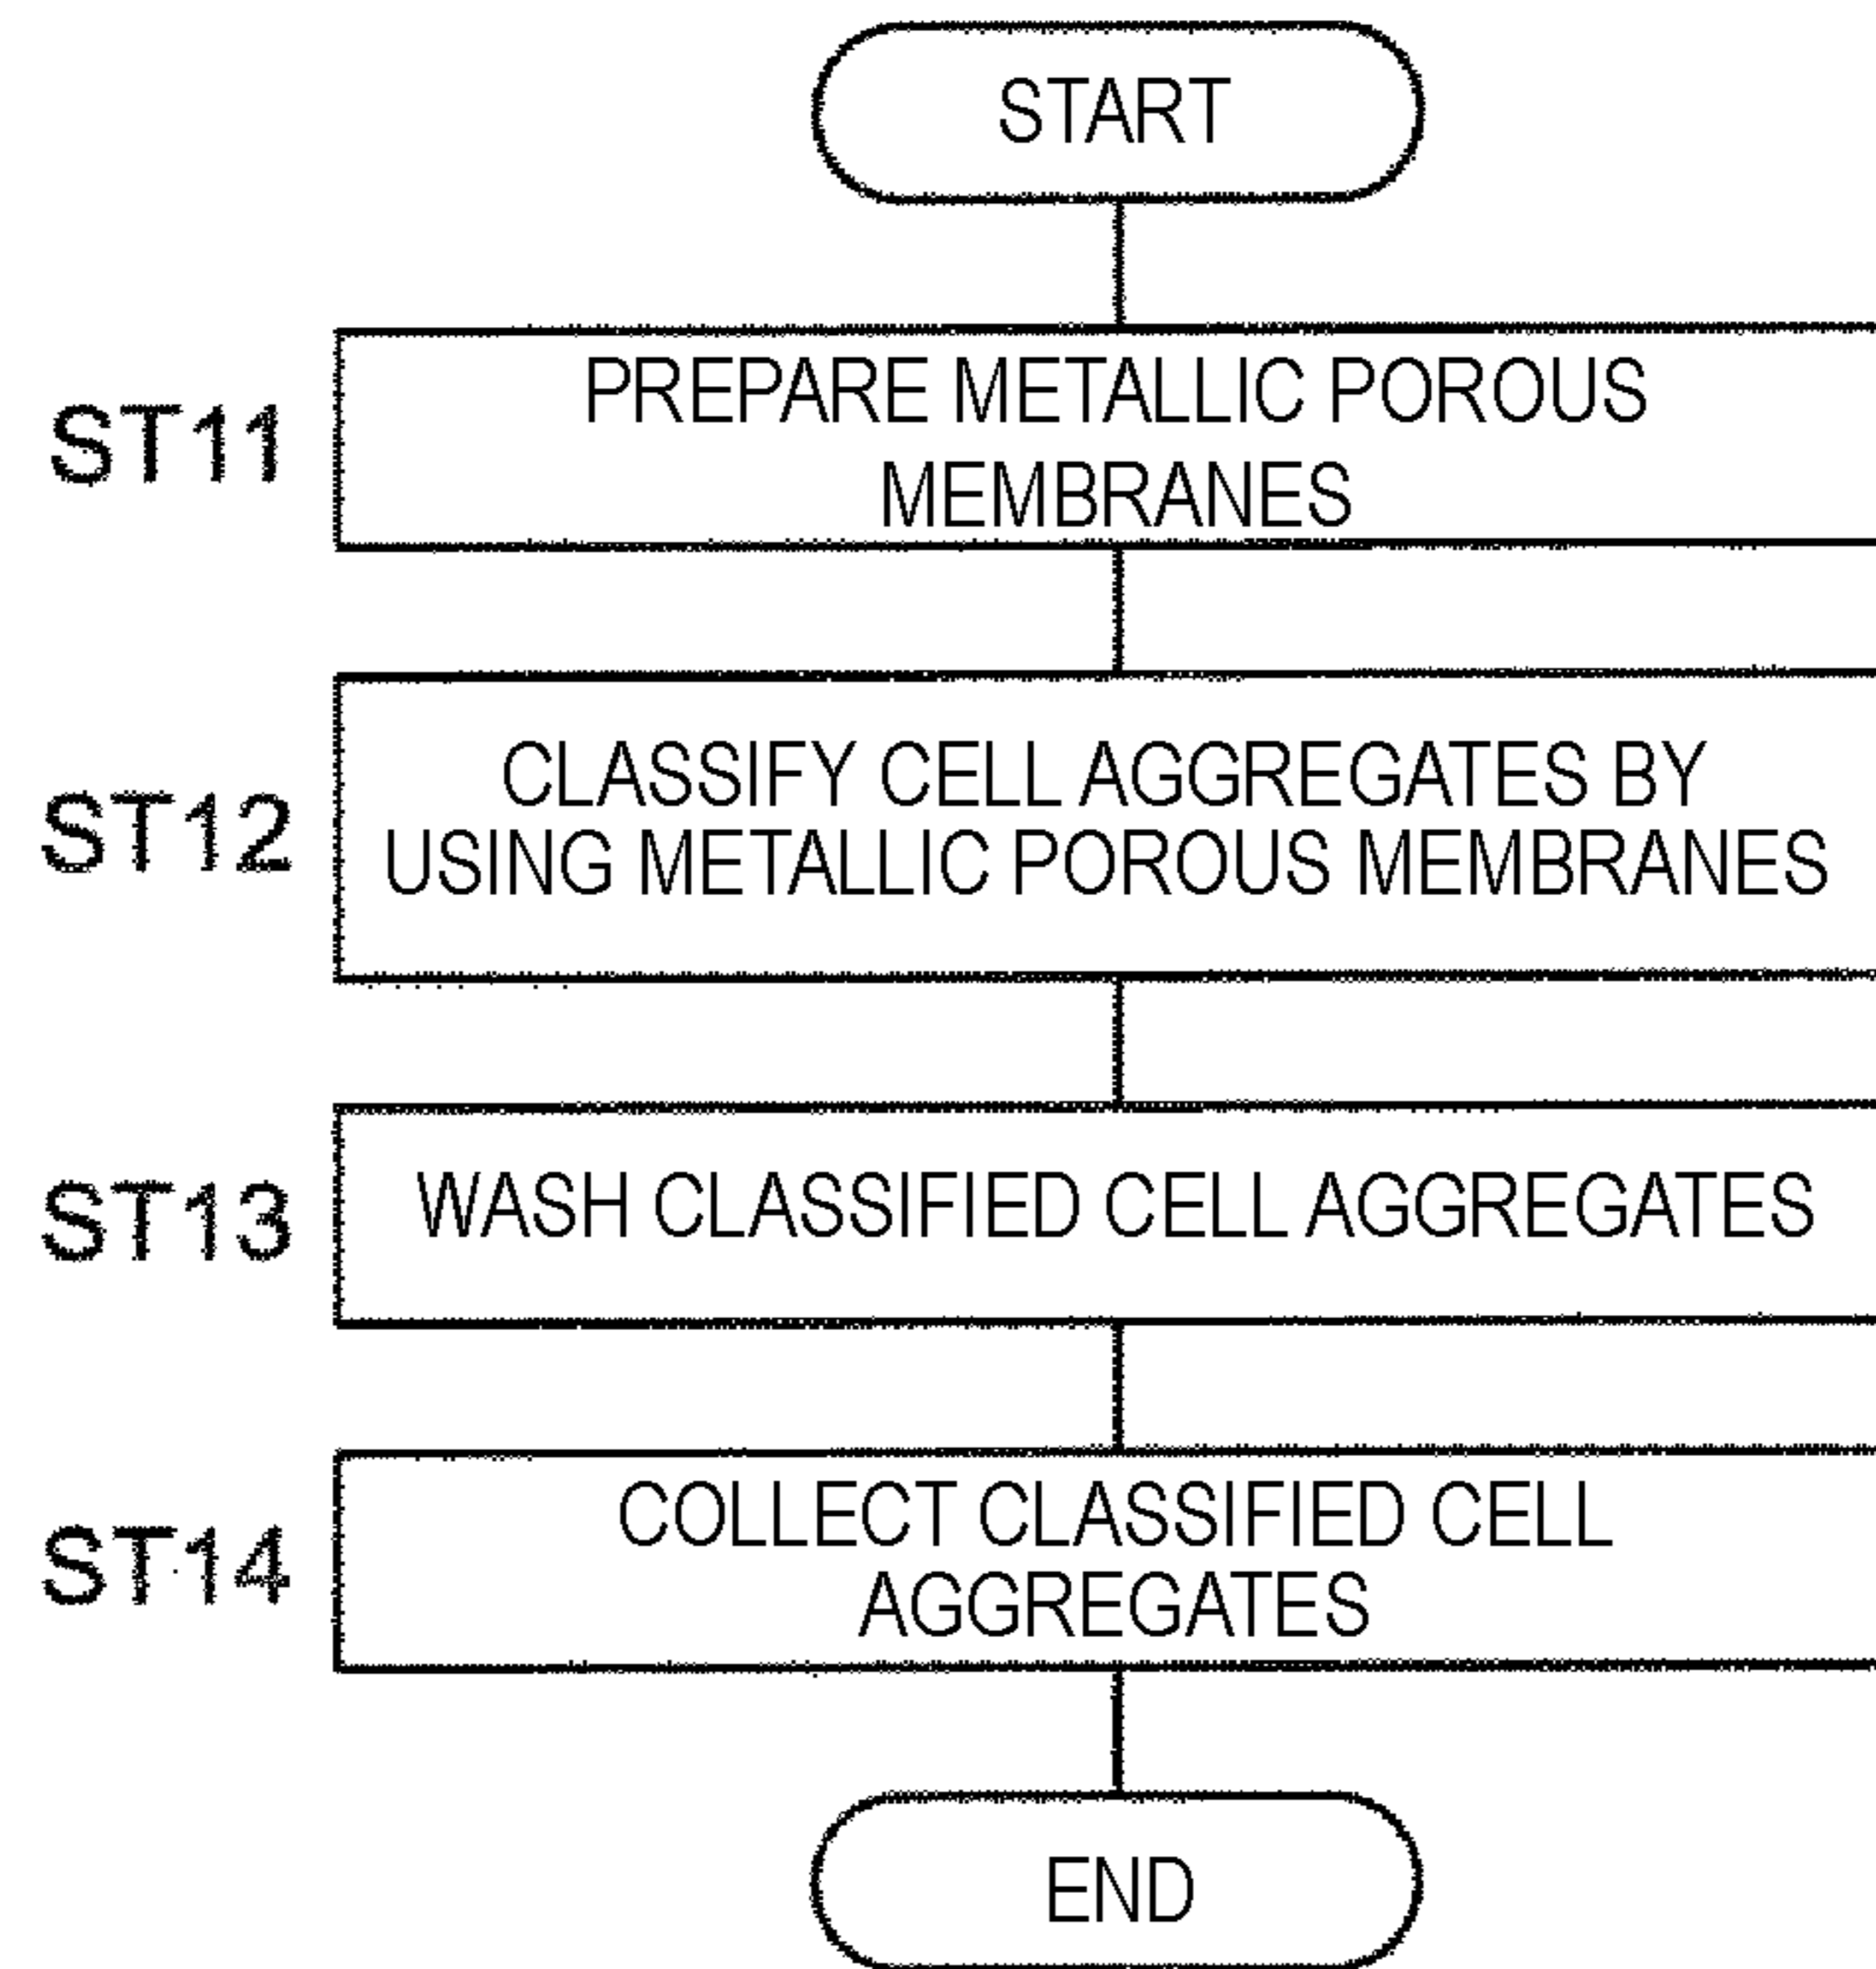 START
ST11
PREPARE METALLIC POROUS
MEMBRANES
ST12
CLASSIFY CELL AGGREGATES BY
USING METALLIC POROUS MEMBRANES
ST13
WASH CLASSIFIED CELL AGGREGATES
ST14
COLLECT CLASSIFIED CELL
AGGREGATES
END